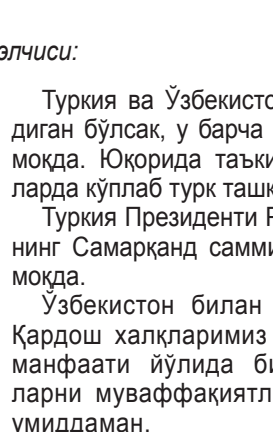 элчиси:
Туркия ва Ўзбекисто
диган бўлсак, у барча
моқда. Юқорида таъки
ларда кўплаб турк ташк
Туркия Президенти Р
нинг Самарқанд самми
моқда.
Ўзбекистон билан
Қардош халқларимиз
манфаати йўлида би
ларни муваффақиятл
умиддаман.